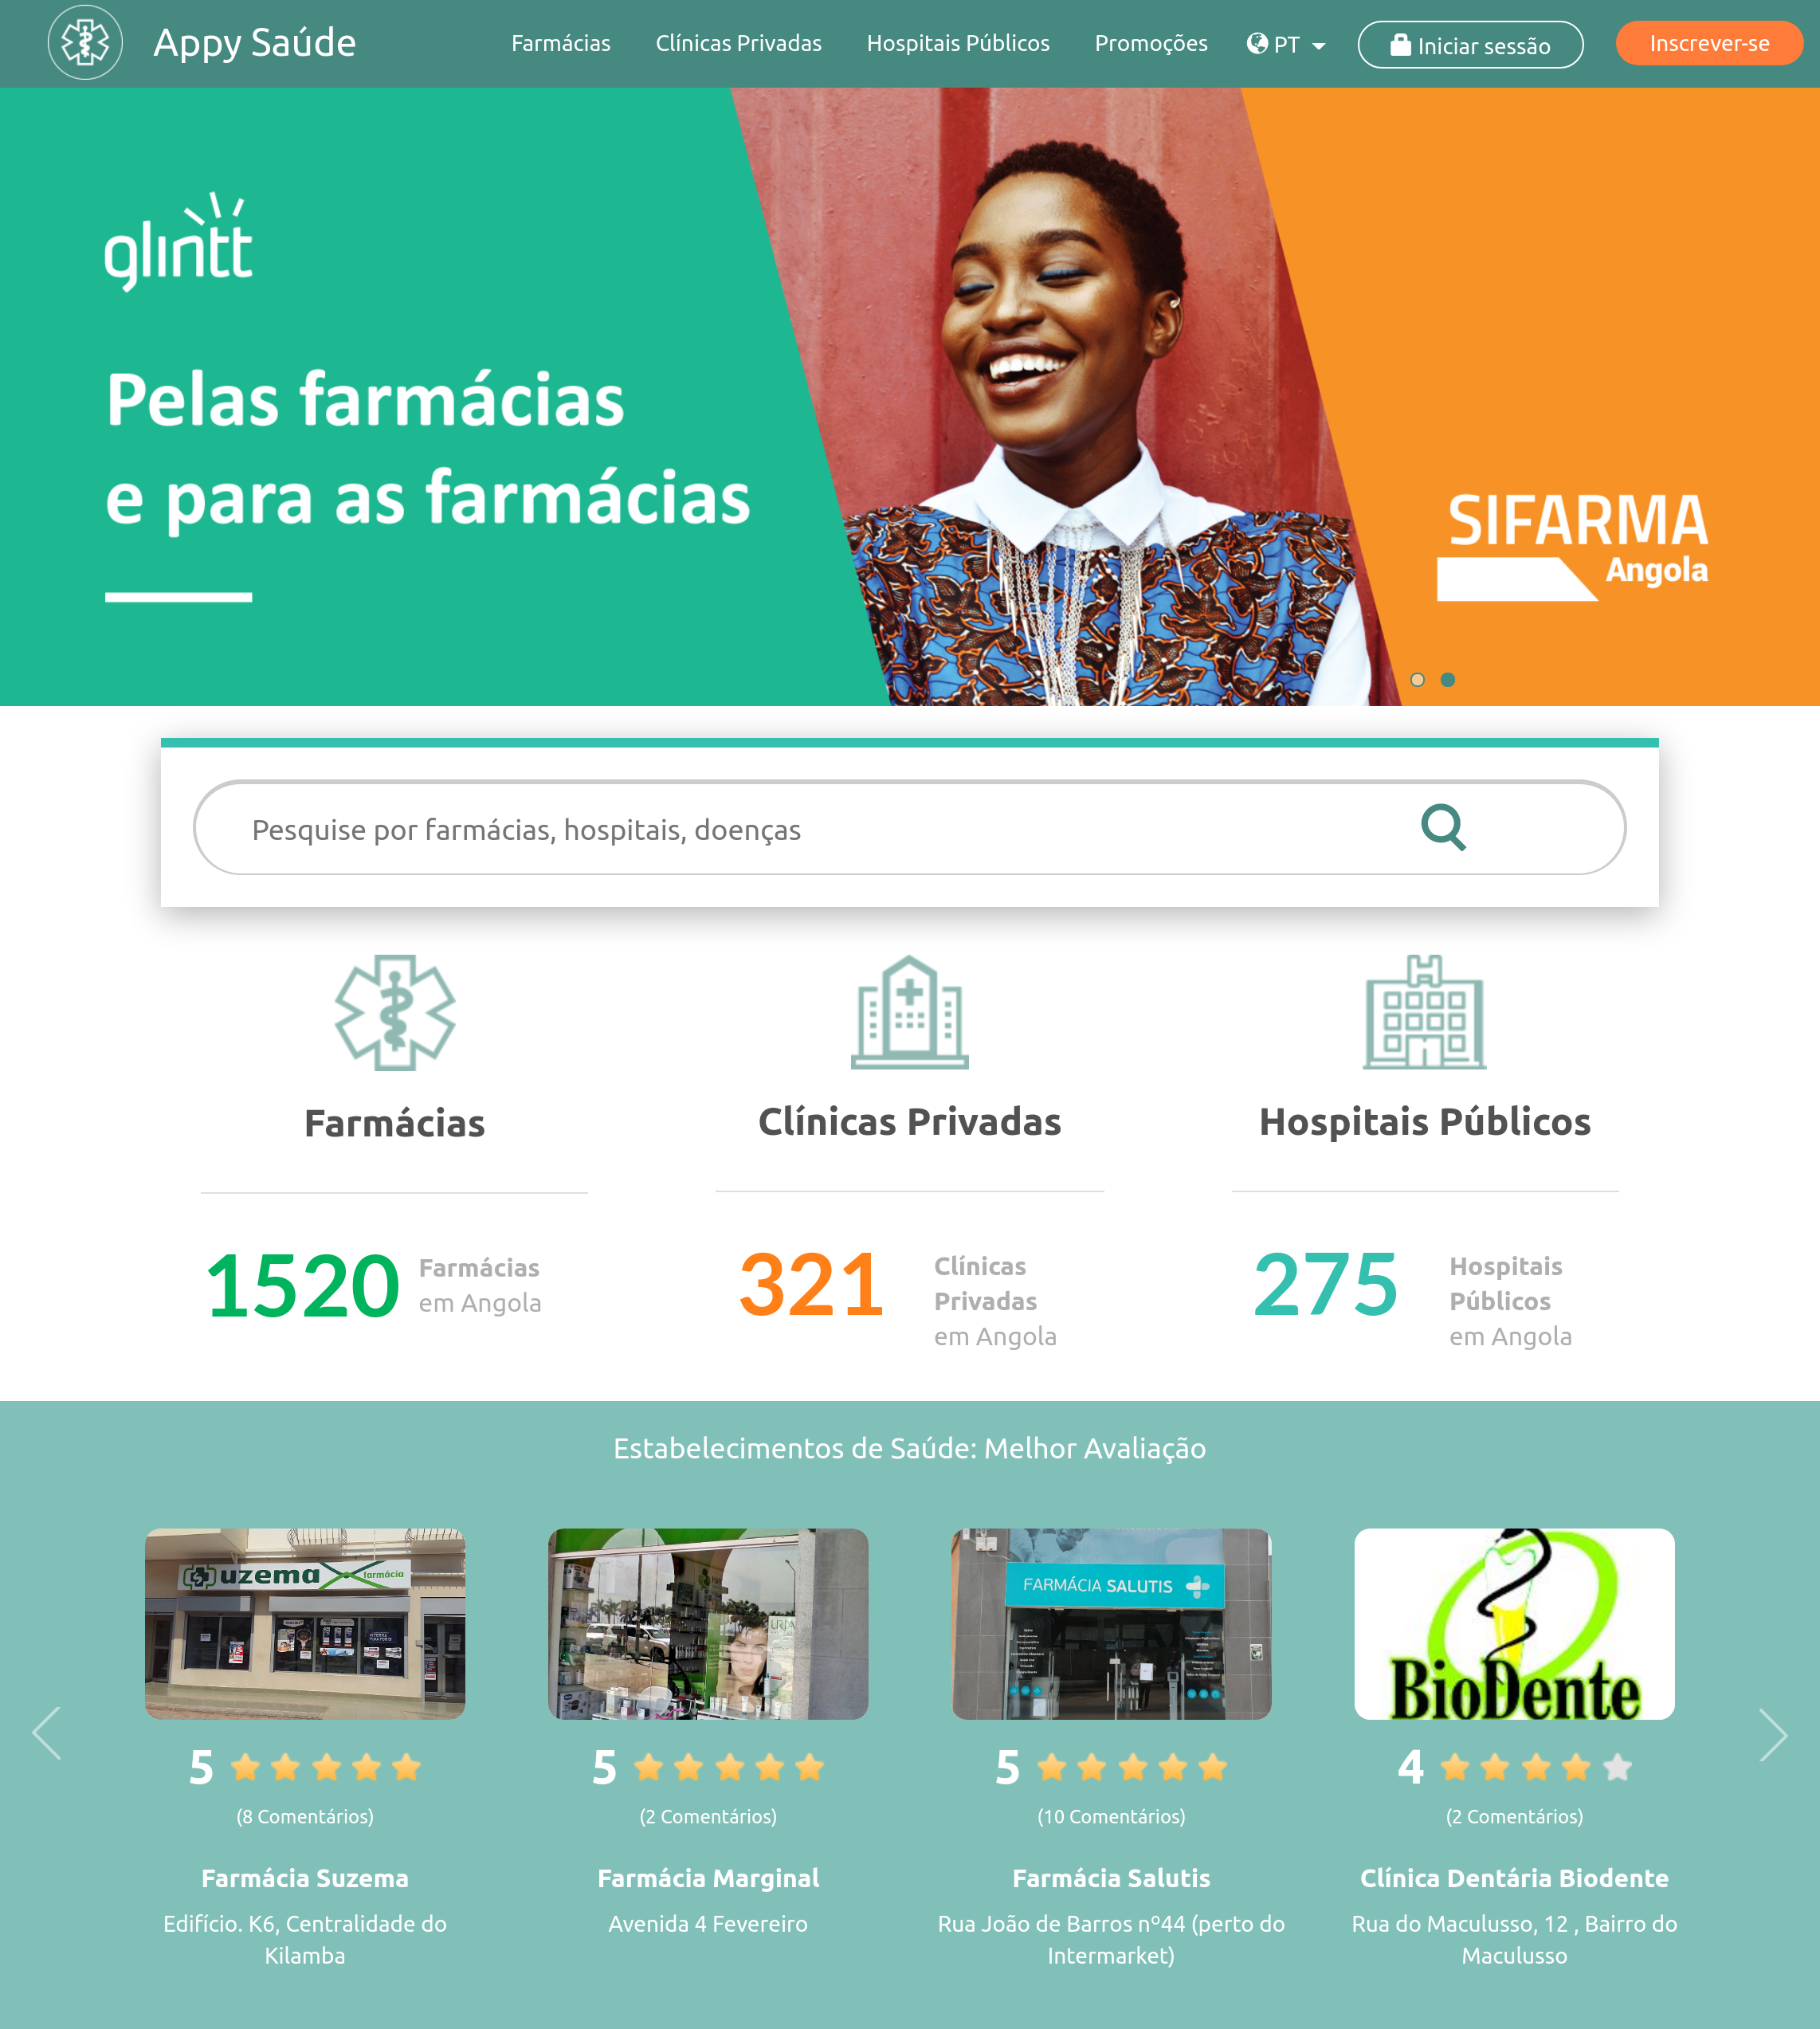 Appy Saúde
Farmácias
Clínicas Privadas
Hospitais Públicos
Promoções
PT
Iniciar sessão
Inscrever-se
glintt
Pelas farmácias
e para as farmácias
SIFARMA
Angola
Pesquise por farmácias, hospitais, doenças
Farmácias
Clínicas Privadas
Hospitais Públicos
1520
Farmácias
em Angola
321
Clínicas
Privadas
em Angola
275
Hospitais
Públicos
em Angola
Estabelecimentos de Saúde: Melhor Avaliação
uzema
farmácia
FARMÁCIA SALUTIS
BioDente
5
(8 Comentários)
5
(2 Comentários)
5
(10 Comentários)
4
(2 Comentários)
Farmácia Suzema
Edifício. K6, Centralidade do
Kilamba
Farmácia Marginal
Avenida 4 Fevereiro
Farmácia Salutis
Rua João de Barros nº44 (perto do
Intermarket)
Clínica Dentária Biodente
Rua do Maculusso, 12 , Bairro do
Maculusso